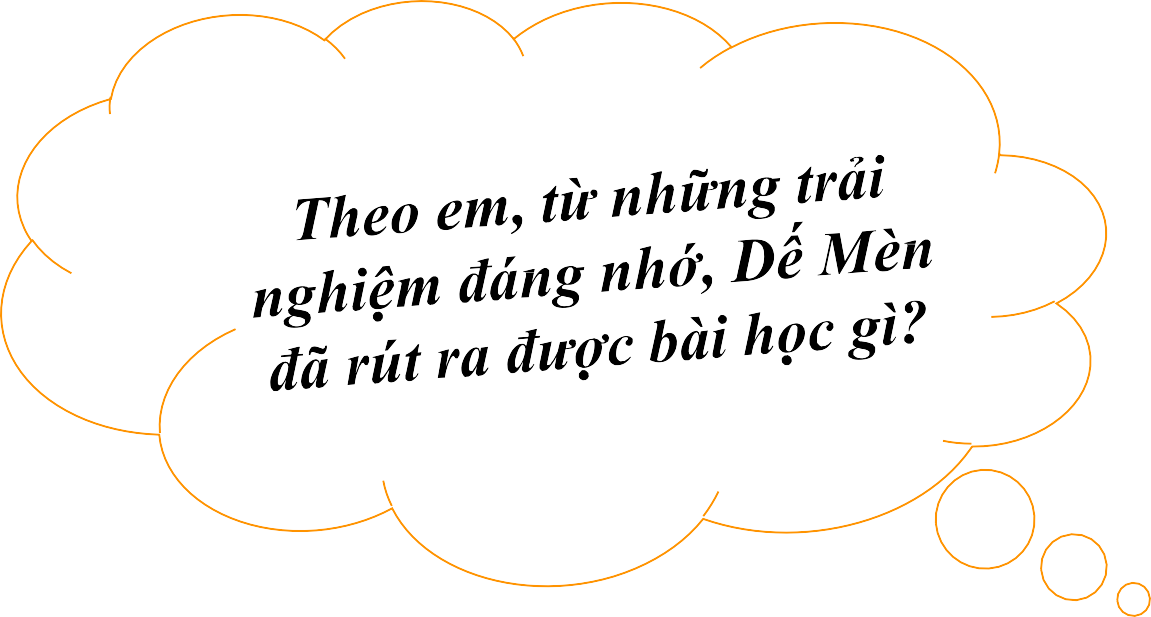 Theo em, từ những trải
nghiệm đáng nhớ, Dế Mèn
đã rút ra được bài học gì?